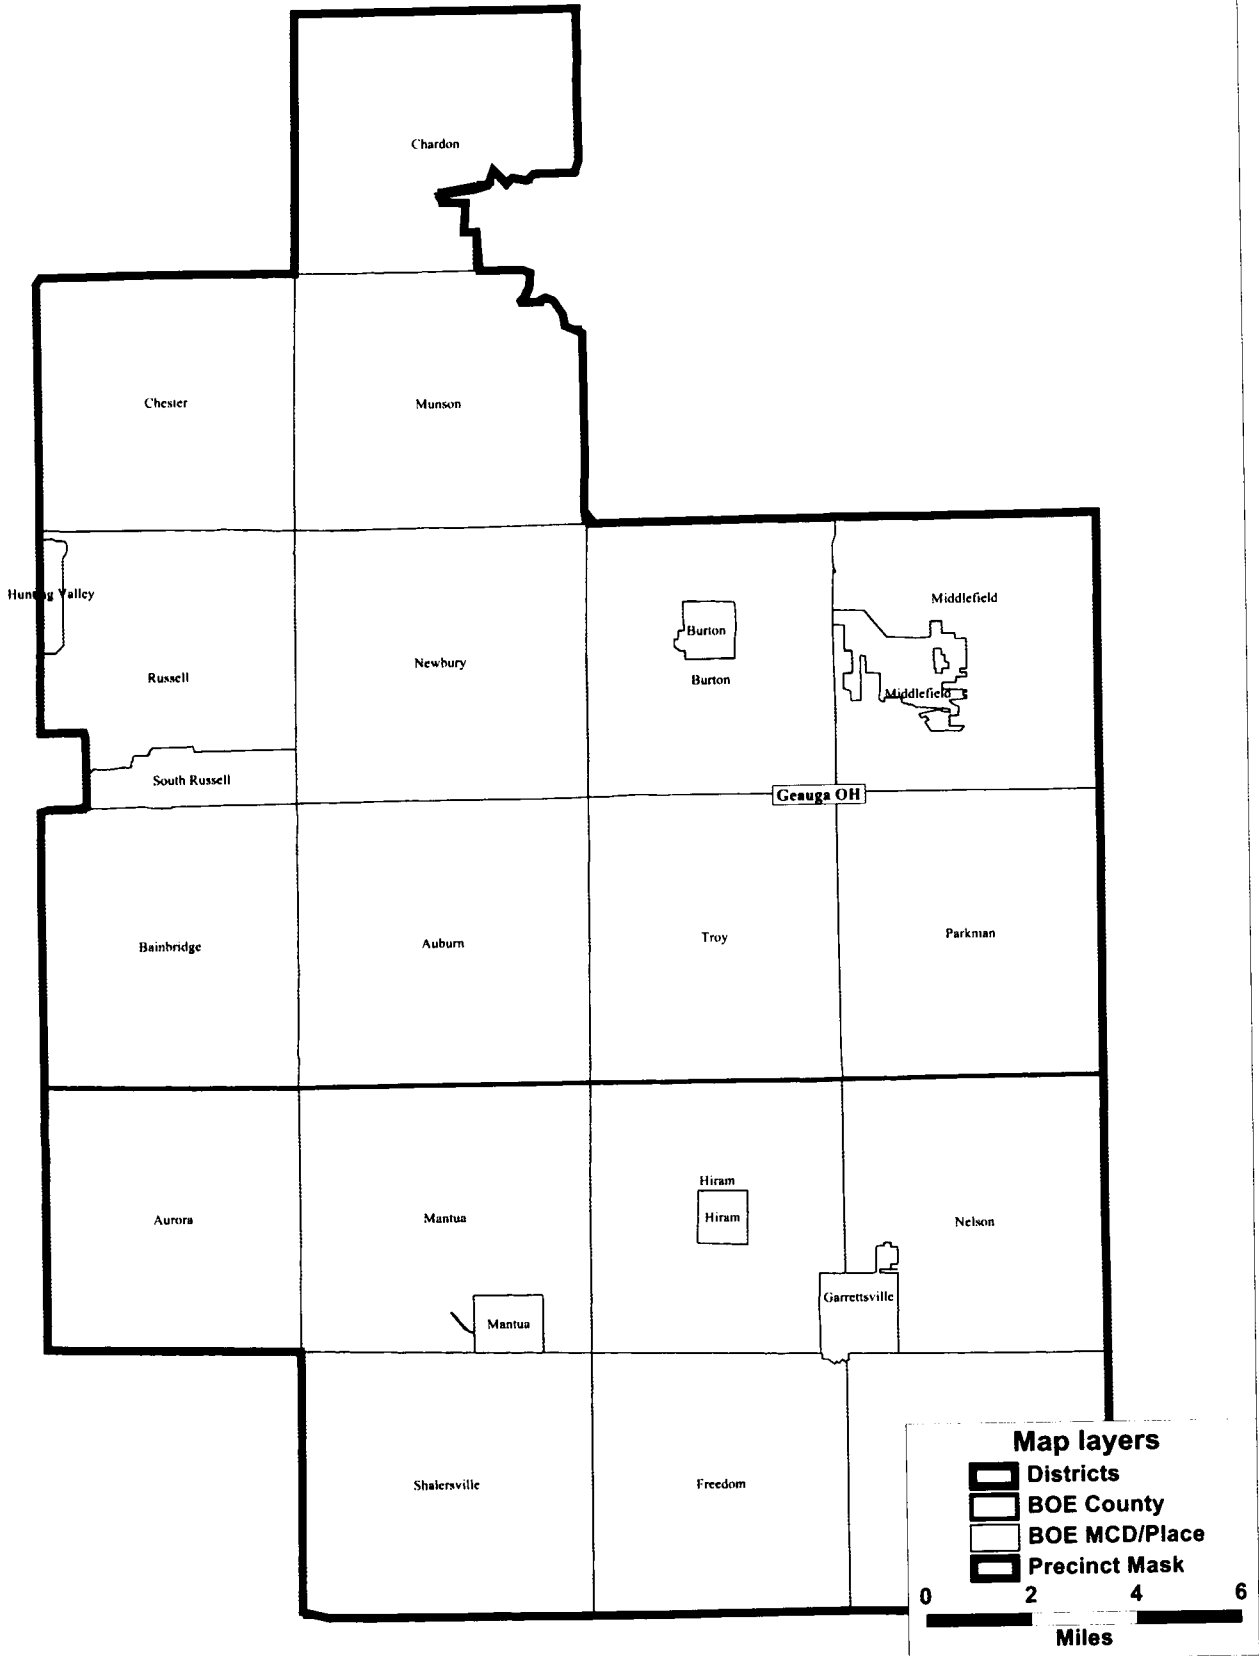 Chardon
Chester
Munson
Hunting Valley
Middlefield
Burton
Newbury
Russell
Burton
Middlefield
South Russell
Geauga OH
Bainbridge
Auburn
Troy
Parkman
Hiram
Aurora
Mantua
Hiram
Nelson
Garrettsville
Mantua
Shalersville
Freedom
Map layers
Districts
BOE County
BOE MCD/Place
Precinct Mask
0 2 4 6
Miles